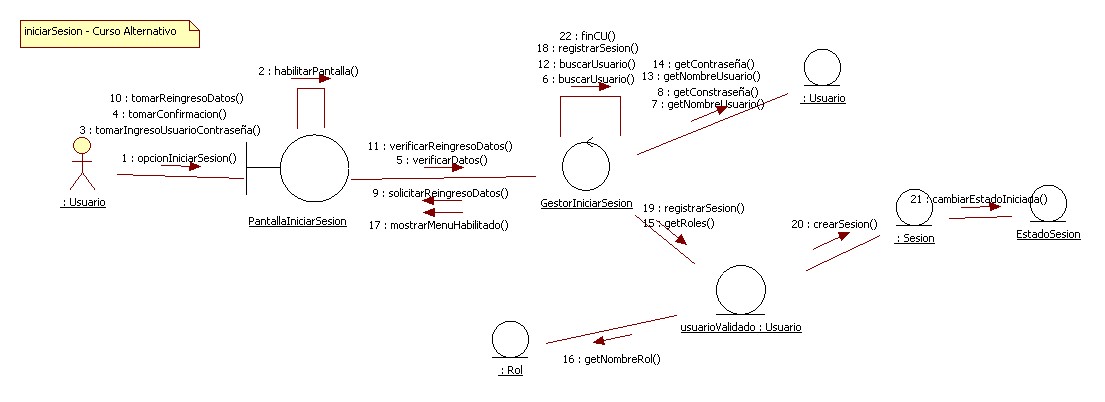 iniciarSesion - Curso Alternativo
22 : finCU()
18 : registrarSesion()
12 : buscarUsuario()
6 : buscarUsuario()
14 : getContraseña()
13 : getNombreUsuario()
8 : getConstraseña()
7 : getNombreUsuario()
: Usuario
2 : habilitarPantalla()
10 : tomarReingresoDatos()
4 : tomarConfirmacion()
3 : tomarIngresoUsuarioContraseña()
1 : opcionIniciarSesion()
: Usuario
PantallaIniciarSesion
11 : verificarReingresoDatos()
5 : verificarDatos()
9 : solicitarReingresoDatos()
17 : mostrarMenuHabilitado()
GestorIniciarSesion
19 : registrarSesion()
15 : getRoles()
20 : crearSesion()
: Sesion
21 : cambiarEstadoIniciada()
EstadoSesion
usuarioValidado : Usuario
16 : getNombreRol()
: Rol